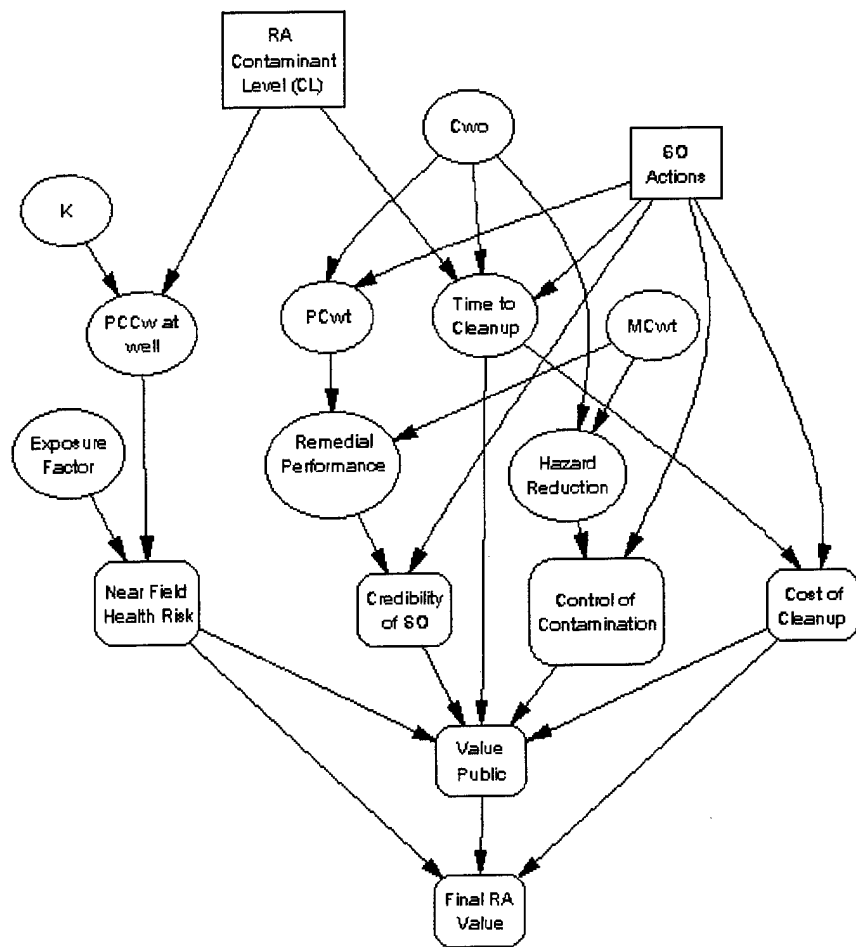 RA
Contaminant
Level (CL)
Cwo
SO
Actions
K
PCCw at
well
PCwt
Time to
Cleanup
MCwt
Exposure
Factor
Remedial
Performance
Hazard
Reduction
Near Field
Health Risk
Credibility
of SO
Control of
Contamination
Cost of
Cleanup
Value
Public
Final RA
Value